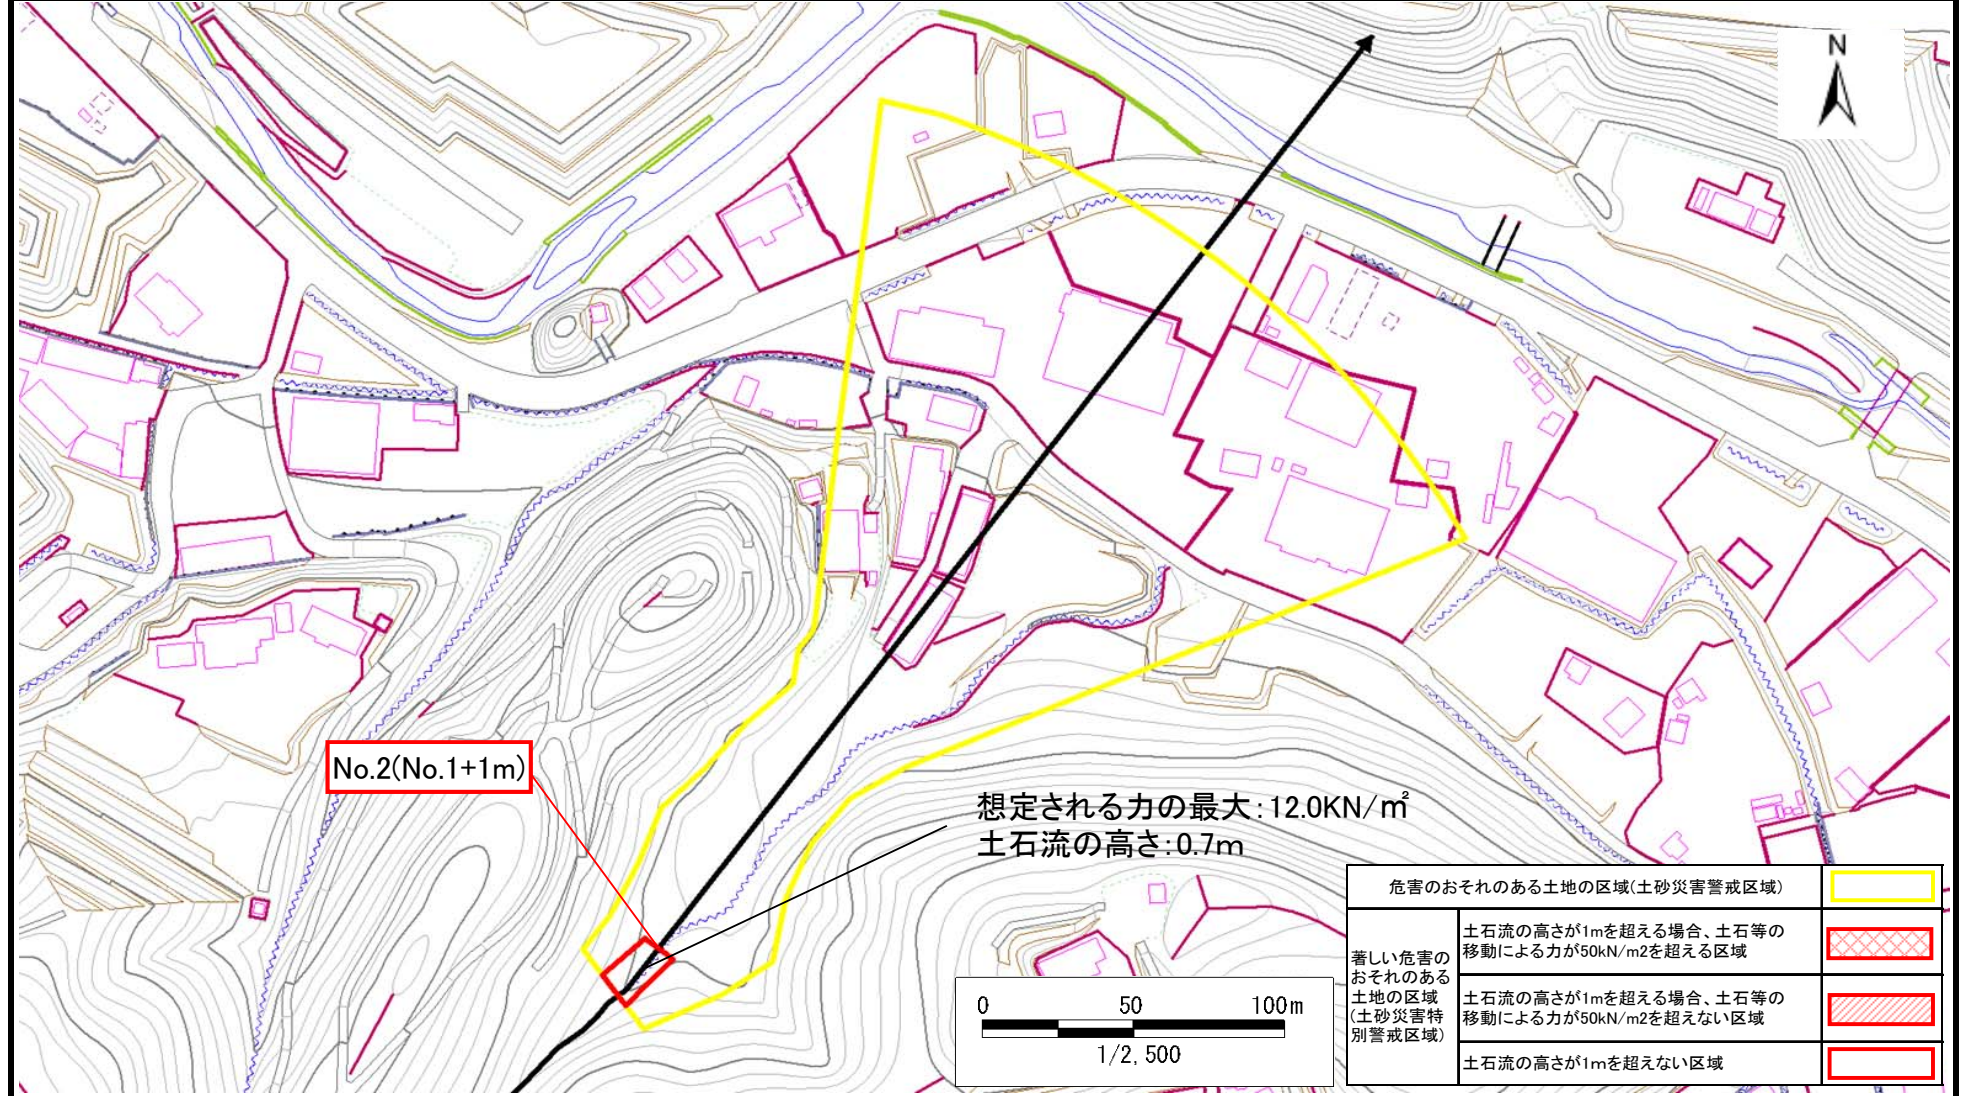 N
No.2(No.1+1m)
想定される力の最大:12.0KN/㎡
土石流の高さ:0.7m
0 50 100m
1/2,500
危害のおそれのある土地の区域(土砂災害警戒区域)
著しい危害の
おそれのある
土地の区域
(土砂災害特
別警戒区域)
土石流の高さが1mを超える場合、土石等の
移動による力が50kN/m2を超える区域
土石流の高さが1mを超える場合、土石等の
移動による力が50kN/m2を超えない区域
土石流の高さが1mを超えない区域